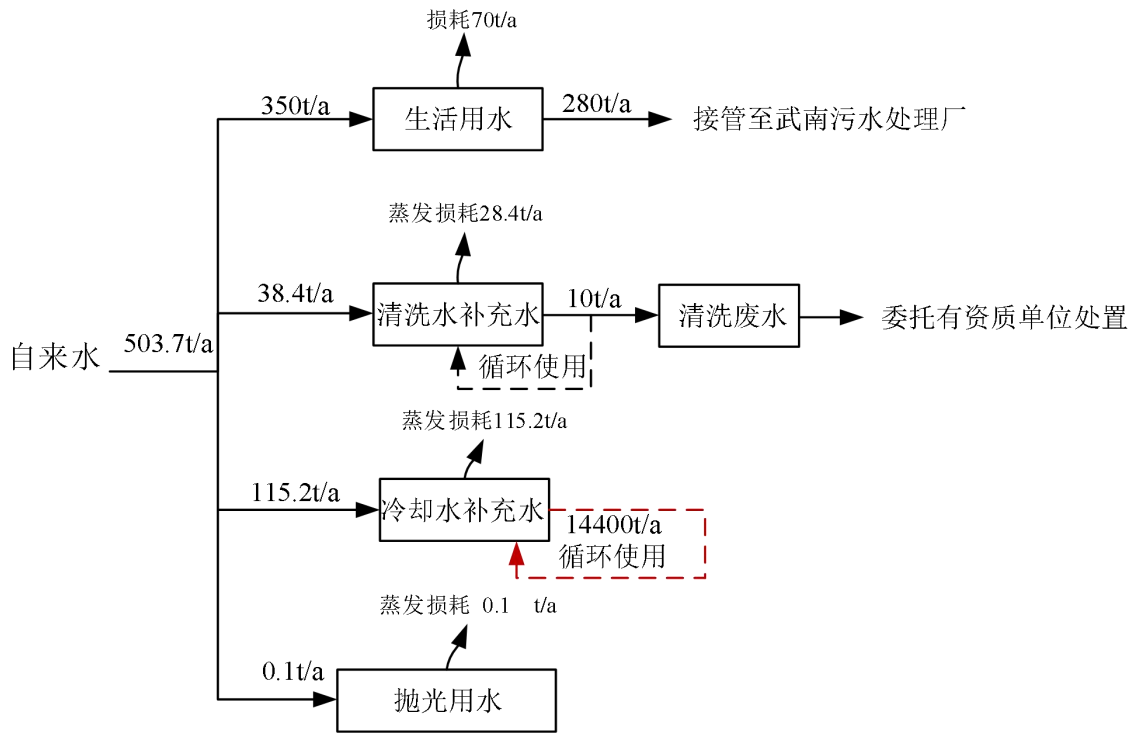 损耗70t/a
350t/a
生活用水
280t/a
接管至武南污水处理厂
蒸发损耗28.4t/a
38.4t/a
清洗水补充水
10t/a
清洗废水
委托有资质单位处置
循环使用
自来水
503.7t/a
蒸发损耗115.2t/a
115.2t/a
冷却水补充水
14400t/a
循环使用
蒸发损耗 0.1 t/a
0.1t/a
抛光用水